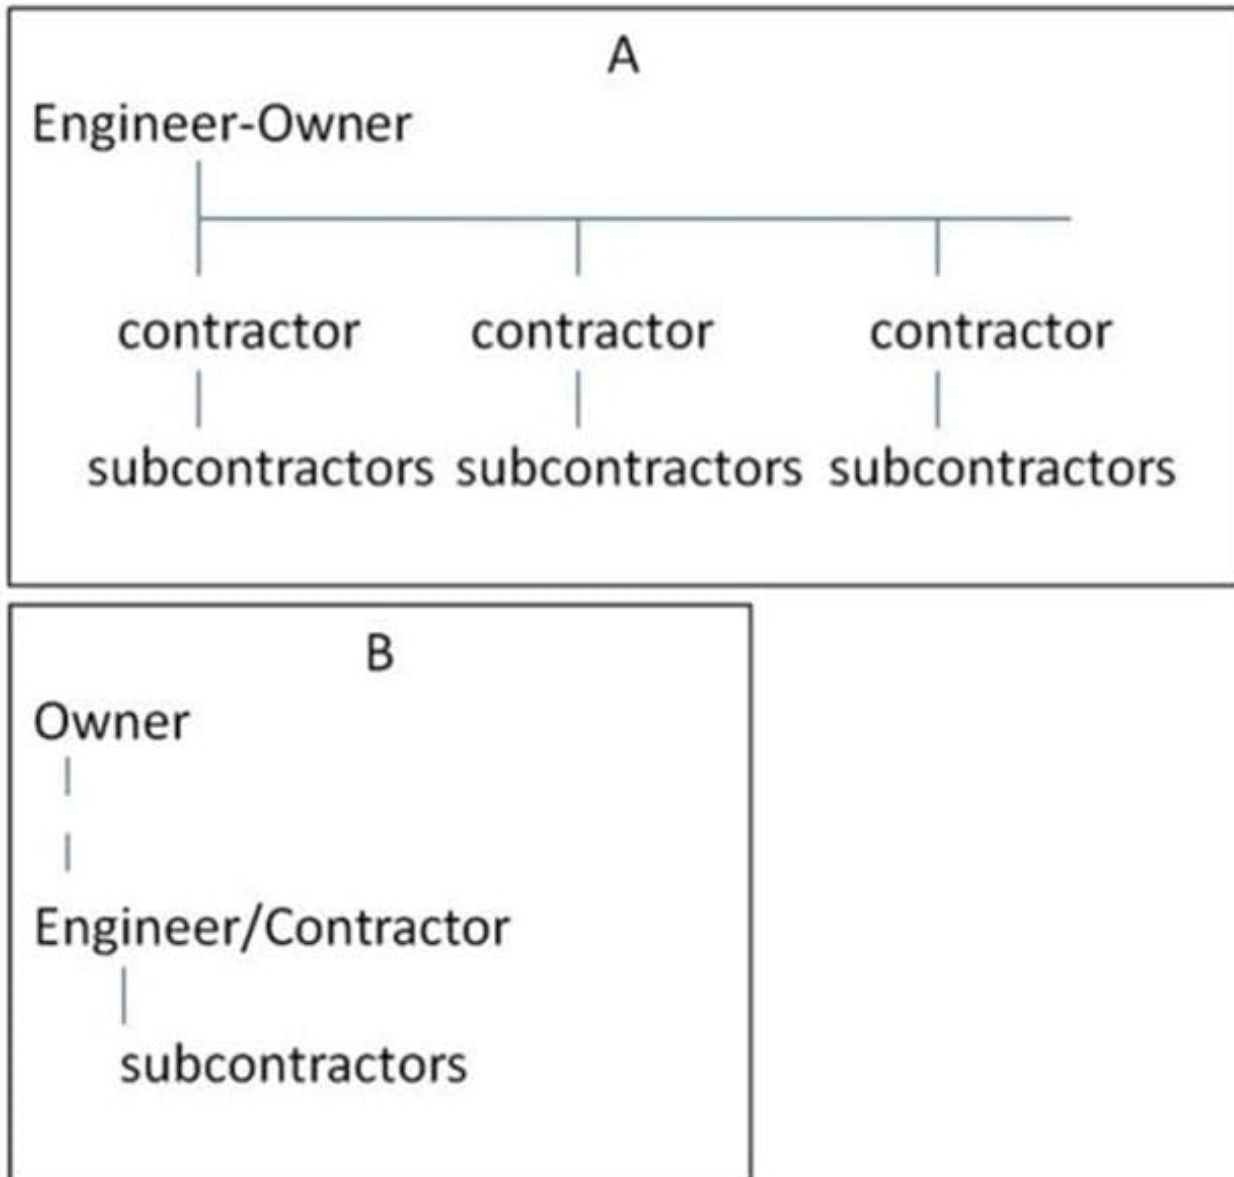 A
Engineer-Owner
contractor contractor contractor
subcontractors subcontractors subcontractors
B
Owner
Engineer/Contractor
subcontractors